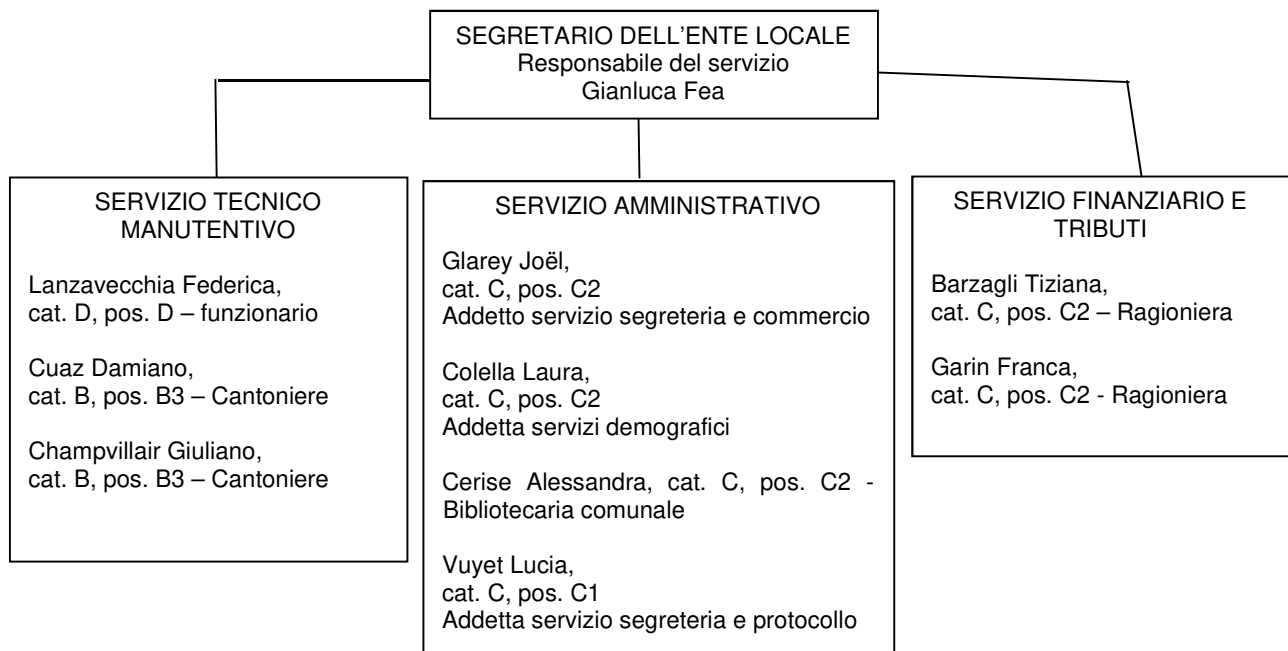 SEGRETARIO DELL'ENTE LOCALE
Responsabile del servizio
Gianluca Fea
SERVIZIO TECNICO
MANUTENTIVO
Lanzavecchia Federica,
cat. D, pos. D – funzionario
Cuaz Damiano,
cat. B, pos. B3 – Cantoniere
Champvillair Giuliano,
cat. B, pos. B3 – Cantoniere
SERVIZIO AMMINISTRATIVO
Glarey Joël,
cat. C, pos. C2
Addetto servizio segreteria e commercio
Colella Laura,
cat. C, pos. C2
Addetta servizi demografici
Cerise Alessandra, cat. C, pos. C2 -
Bibliotecaria comunale
Vuyet Lucia,
cat. C, pos. C1
Addetta servizio segreteria e protocollo
SERVIZIO FINANZIARIO E
TRIBUTI
Barzagli Tiziana,
cat. C, pos. C2 – Ragioniera
Garin Franca,
cat. C, pos. C2 - Ragioniera